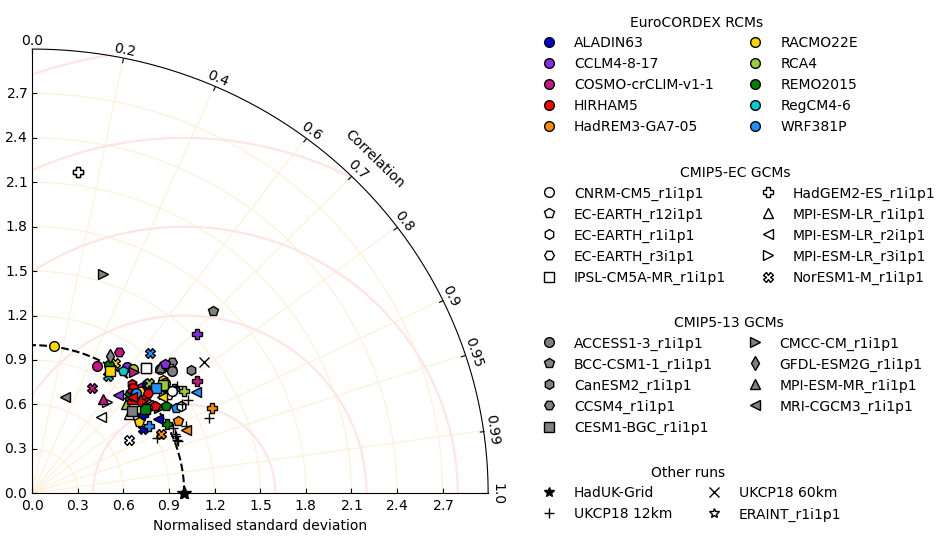 0.0
0.2
0.4
0.6
Correlation
0.7
0.8
0.9
0.95
0.99
1.0
2.7
2.4
2.1
1.8
1.5
1.2
0.9
0.6
0.3
0.0
0.0 0.3 0.6 0.9 1.2 1.5 1.8 2.1 2.4 2.7
Normalised standard deviation
EuroCORDEX RCMs
ALADIN63 RACMO22E
CCLM4-8-17 RCA4
COSMO-crCLIM-v1-1 REMO2015
HIRHAM5 RegCM4-6
HadREM3-GA7-05 WRF381P
CMIP5-EC GCMs
CNRM-CM5_r1i1p1 HadGEM2-ES_r1i1p1
EC-EARTH_r12i1p1 MPI-ESM-LR_r1i1p1
EC-EARTH_r1i1p1 MPI-ESM-LR_r2i1p1
EC-EARTH_r3i1p1 MPI-ESM-LR_r3i1p1
IPSL-CM5A-MR_r1i1p1 NorESM1-M_r1i1p1
CMIP5-13 GCMs
ACCESS1-3_r1i1p1 CMCC-CM_r1i1p1
BCC-CSM1-1_r1i1p1 GFDL-ESM2G_r1i1p1
CanESM2_r1i1p1 MPI-ESM-MR_r1i1p1
CCSM4_r1i1p1 MRI-CGCM3_r1i1p1
CESM1-BGC_r1i1p1
Other runs
HadUK-Grid UKCP18 60km
UKCP18 12km ERAINT_r1i1p1